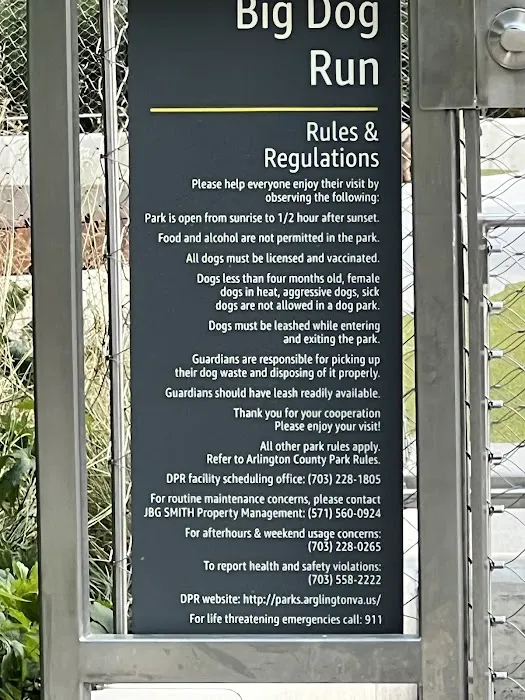 Big Dog
Run
Rules &
Regulations
Please help everyone enjoy their visit by
observing the following:
Park is open from sunrise to 1/2 hour after sunset.
Food and alcohol are not permitted in the park.
All dogs must be licensed and vaccinated.
Dogs less than four months old, female
dogs in heat, aggressive dogs, sick
dogs are not allowed in a dog park.
Dogs must be leashed while entering
and exiting the park.
Guardians are responsible for picking up
their dog waste and disposing of it properly.
Guardians should have leash readily available.
Thank you for your cooperation
Please enjoy your visit!
All other park rules apply.
Refer to Arlington County Park Rules.
DPR facility scheduling office: (703) 228-1805
For routine maintenance concerns, please contact
JBG SMITH Property Management: (571) 560-0924
For afterhours & weekend usage concerns:
(703) 228-0265
To report health and safety violations:
(703) 558-2222
DPR website: http://parks.arglingtonva.us/
For life threatening emergencies call: 911